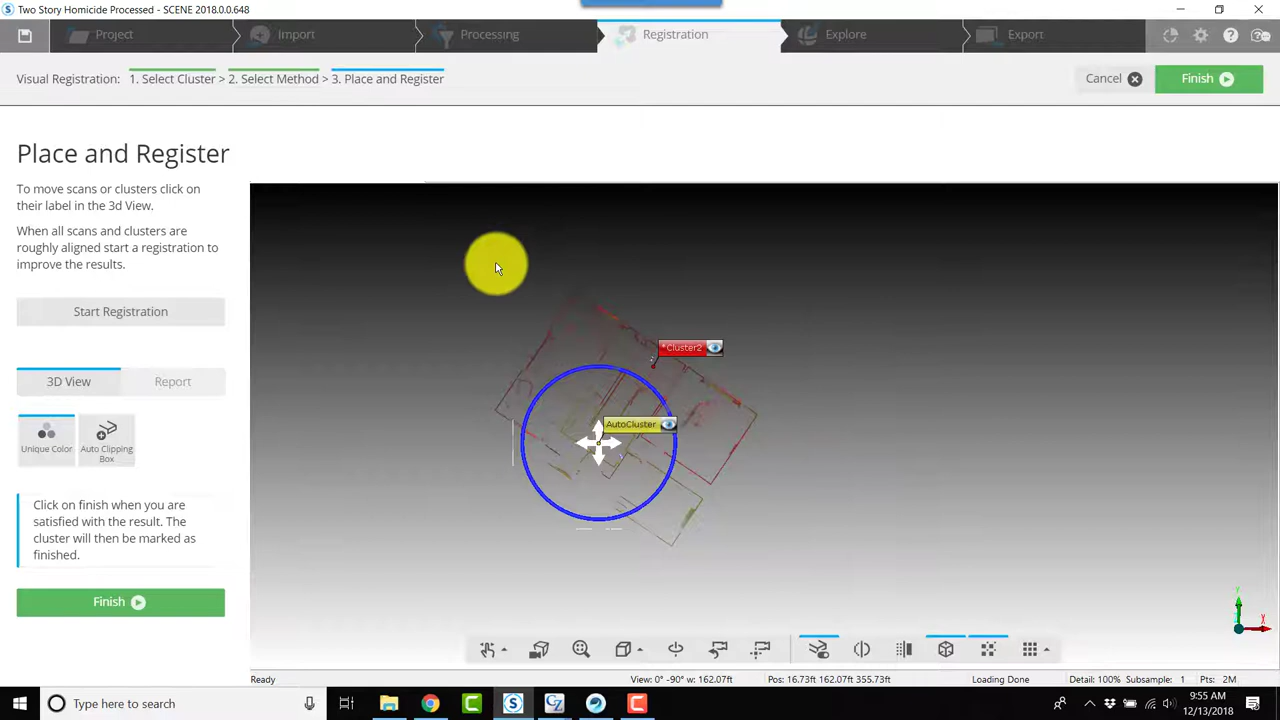 Two Story Homicide Processed - SCENE 2018.0.0.648
Project
Import
Processing
Registration
Explore
Export
Visual Registration: 1. Select Cluster > 2. Select Method > 3. Place and Register
Cancel
Finish
Place and Register
To move scans or clusters click on
their label in the 3d View.
When all scans and clusters are
roughly aligned start a registration to
improve the results.
Start Registration
3D View
Report
Unique Color
Auto Clipping
Box
Click on finish when you are
satisfied with the result. The
cluster will then be marked as
finished.
Finish
*Cluster2
AutoCluster
Y
X
Ready
View: 0° -90° w: 162.07ft
Pos: 16.73ft 162.07ft 355.73ft
Loading Done
Detail: 100%
Subsample: 1
Pts: 2M
Type here to search
9:55 AM
12/13/2018